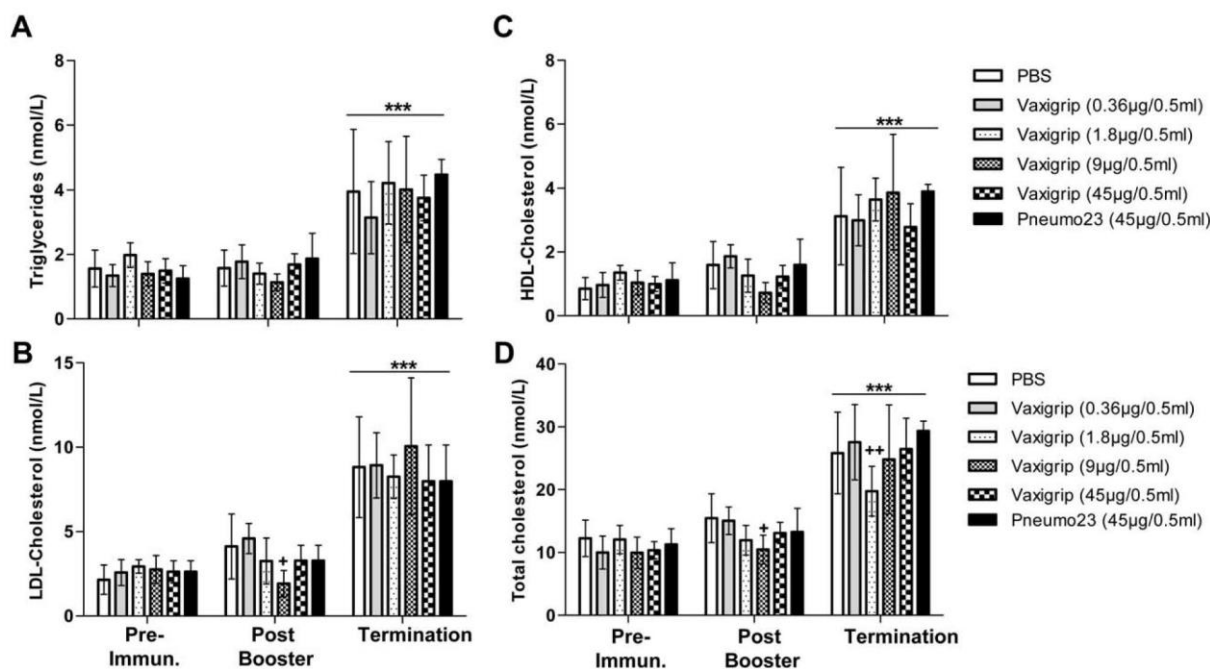 A
Triglycerides (nmol/L)
8
6
4
2
0
***
C
HDL-Cholesterol (nmol/L)
8
6
4
2
0
***
PBS
Vaxigrip (0.36µg/0.5ml)
Vaxigrip (1.8µg/0.5ml)
Vaxigrip (9µg/0.5ml)
Vaxigrip (45µg/0.5ml)
Pneumo23 (45µg/0.5ml)
B
LDL-Cholesterol (nmol/L)
15
10
5
0
+
***
Pre-
Immun.
Post
Booster
Termination
D
Total cholesterol (nmol/L)
40
30
20
10
0
+
++
***
Pre-
Immun.
Post
Booster
Termination
PBS
Vaxigrip (0.36µg/0.5ml)
Vaxigrip (1.8µg/0.5ml)
Vaxigrip (9µg/0.5ml)
Vaxigrip (45µg/0.5ml)
Pneumo23 (45µg/0.5ml)